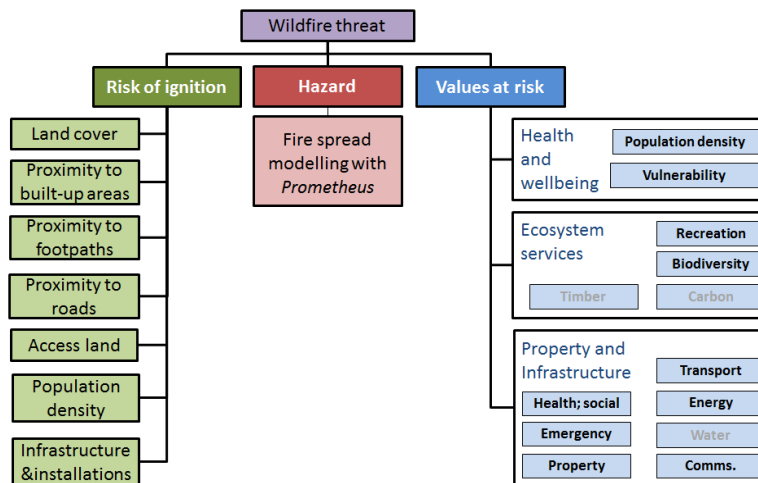 Wildfire threat
Risk of ignition
Land cover
Proximity to
built-up areas
Proximity to
footpaths
Proximity to
roads
Access land
Population
density
Infrastructure
&installations
Hazard
Fire spread
modelling with
Prometheus
Values at risk
Health
and
wellbeing
Population density
Vulnerability
Ecosystem
services
Recreation
Biodiversity
Timber
Carbon
Property and
Infrastructure
Transport
Health; social
Energy
Emergency
Water
Property
Comms.